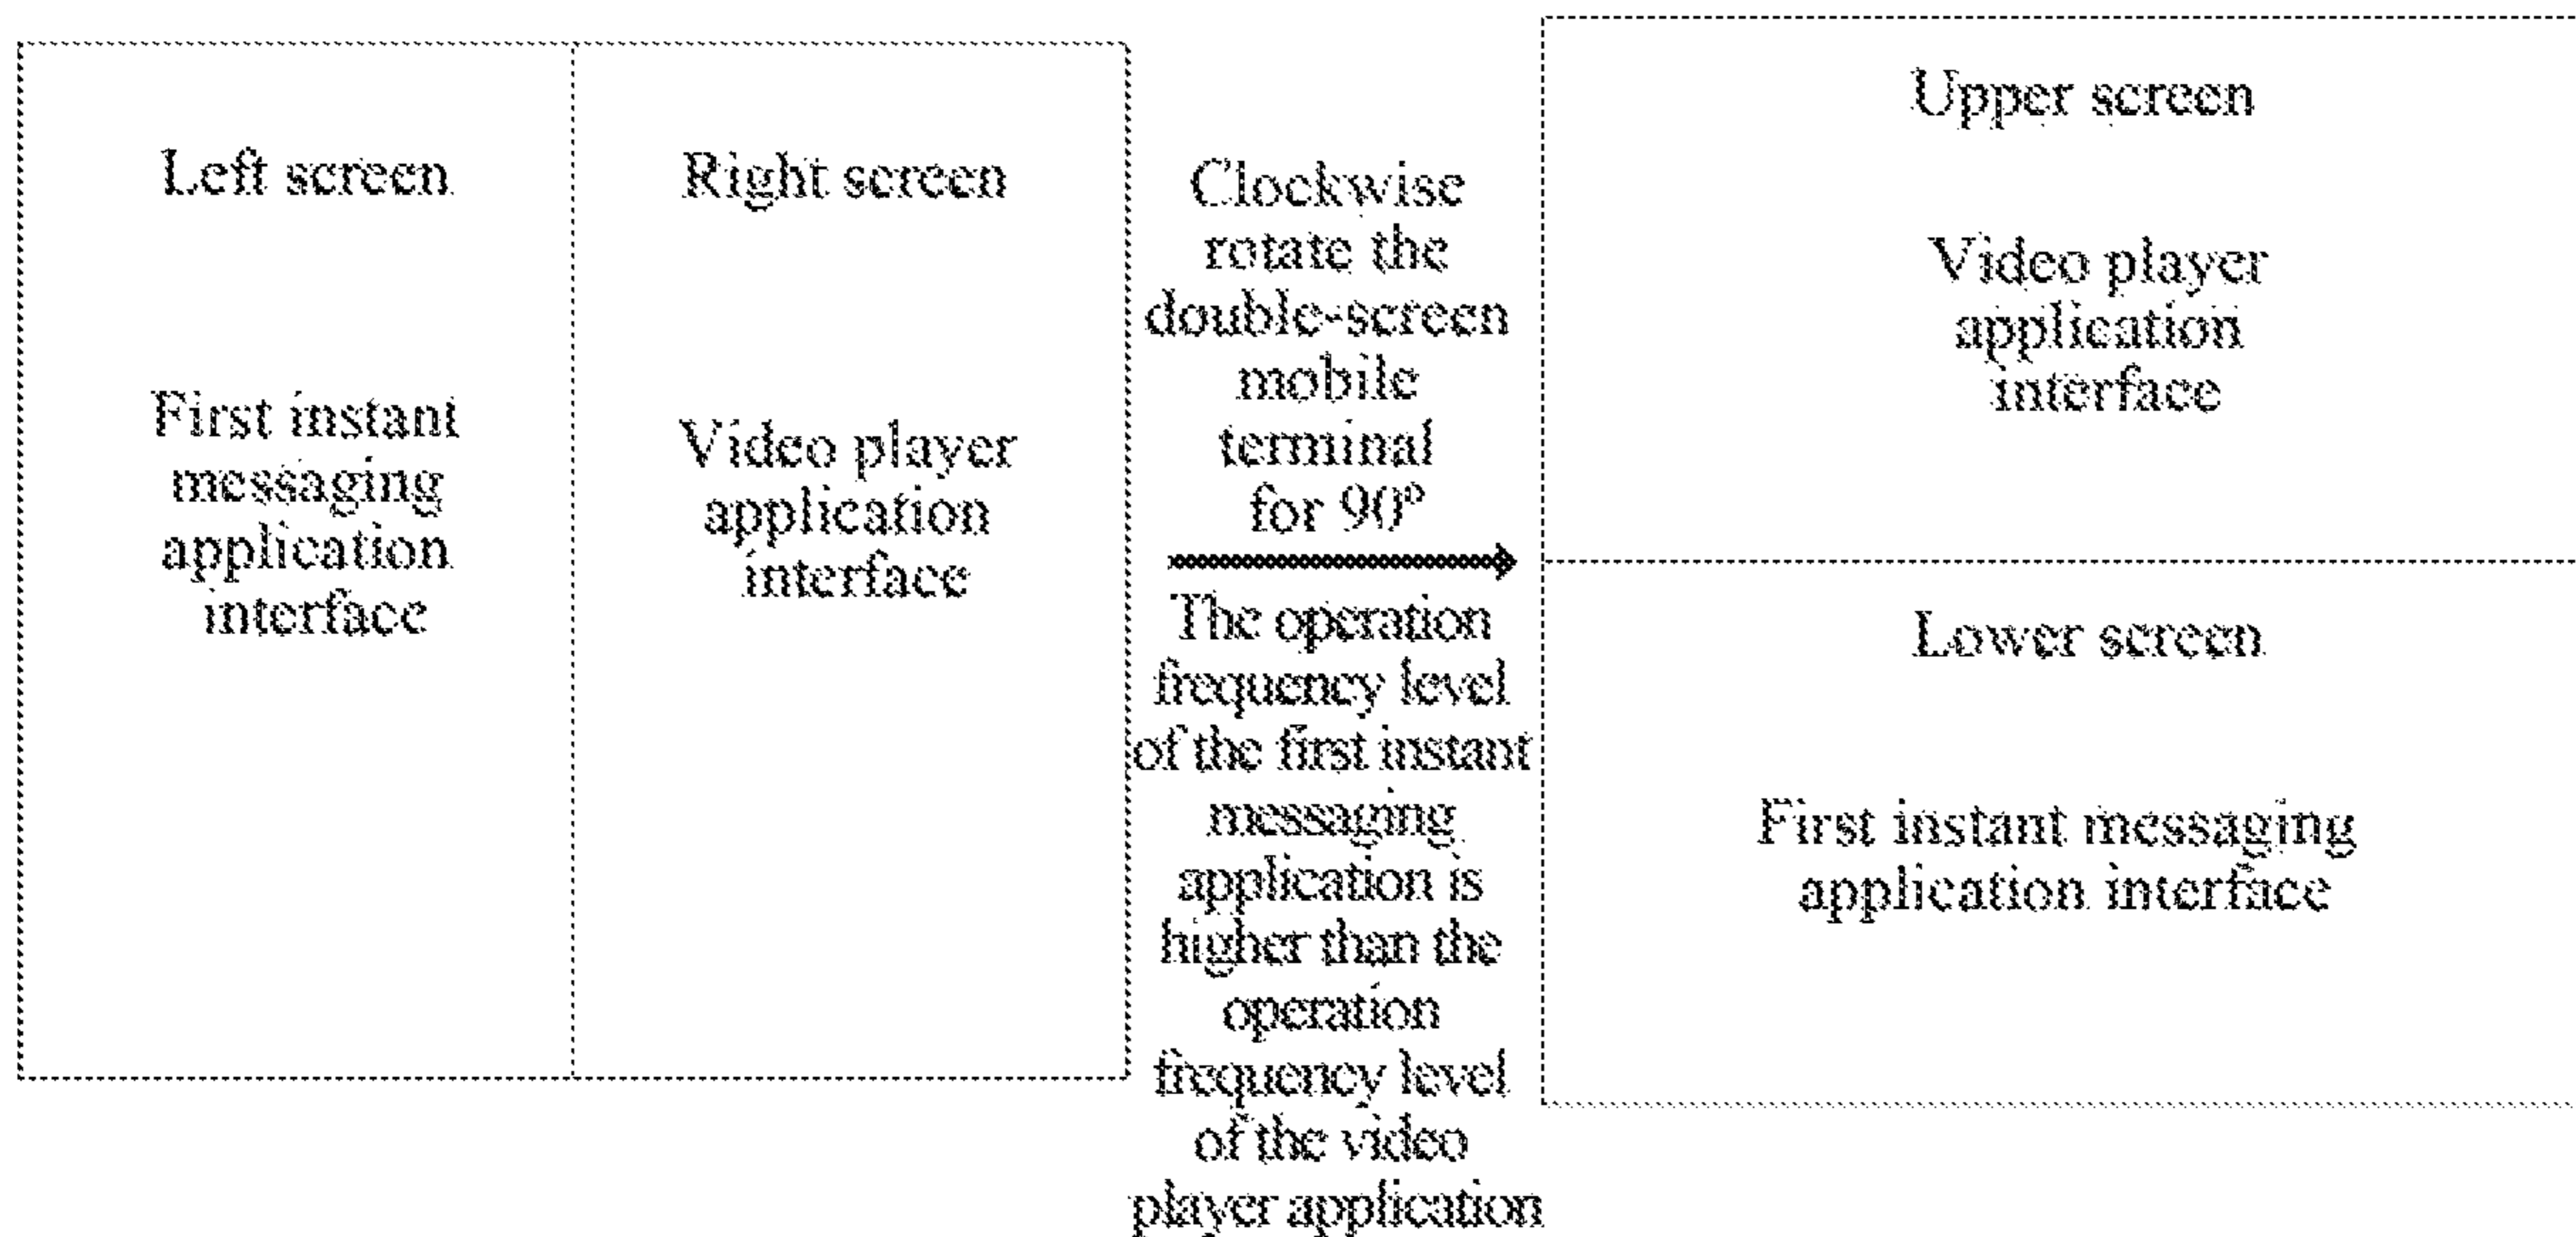 Left screen
First instant
messaging
application
interface
Right screen
Video player
application
interface
Clockwise
rotate the
double-screen
mobile
terminal
for 90°
The operation
frequency level
of the first instant
messaging
application is
higher than the
operation
frequency level
of the video
player application
Upper screen
Video player
application
interface
Lower screen
First instant messaging
application interface